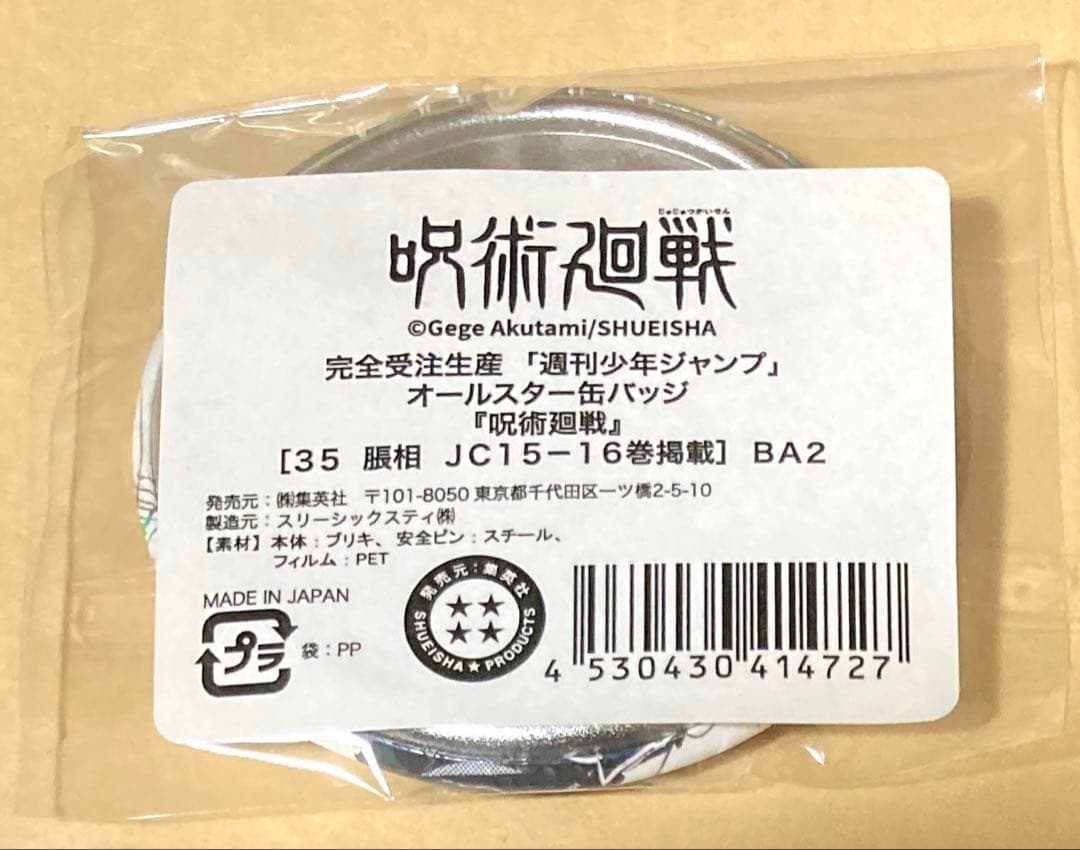 じゅじゅつかいせん
呪術廻戦
©Gege Akutami/SHUEISHA
完全受注生産 「週刊少年ジャンプ」
オールスター缶バッジ
『呪術廻戦』
[35 脹相 JC15-16巻掲載] BA2
発売元:㈱集英社 〒101-8050 東京都千代田区一ツ橋2-5-10
製造元:スリーシックスティ㈱
【素材】本体:ブリキ、安全ピン:スチール、
フィルム:PET
MADE IN JAPAN
プラ
袋:PP
発売元:集英社
SHUEISHA★PRODUCTS
4 530430 414727